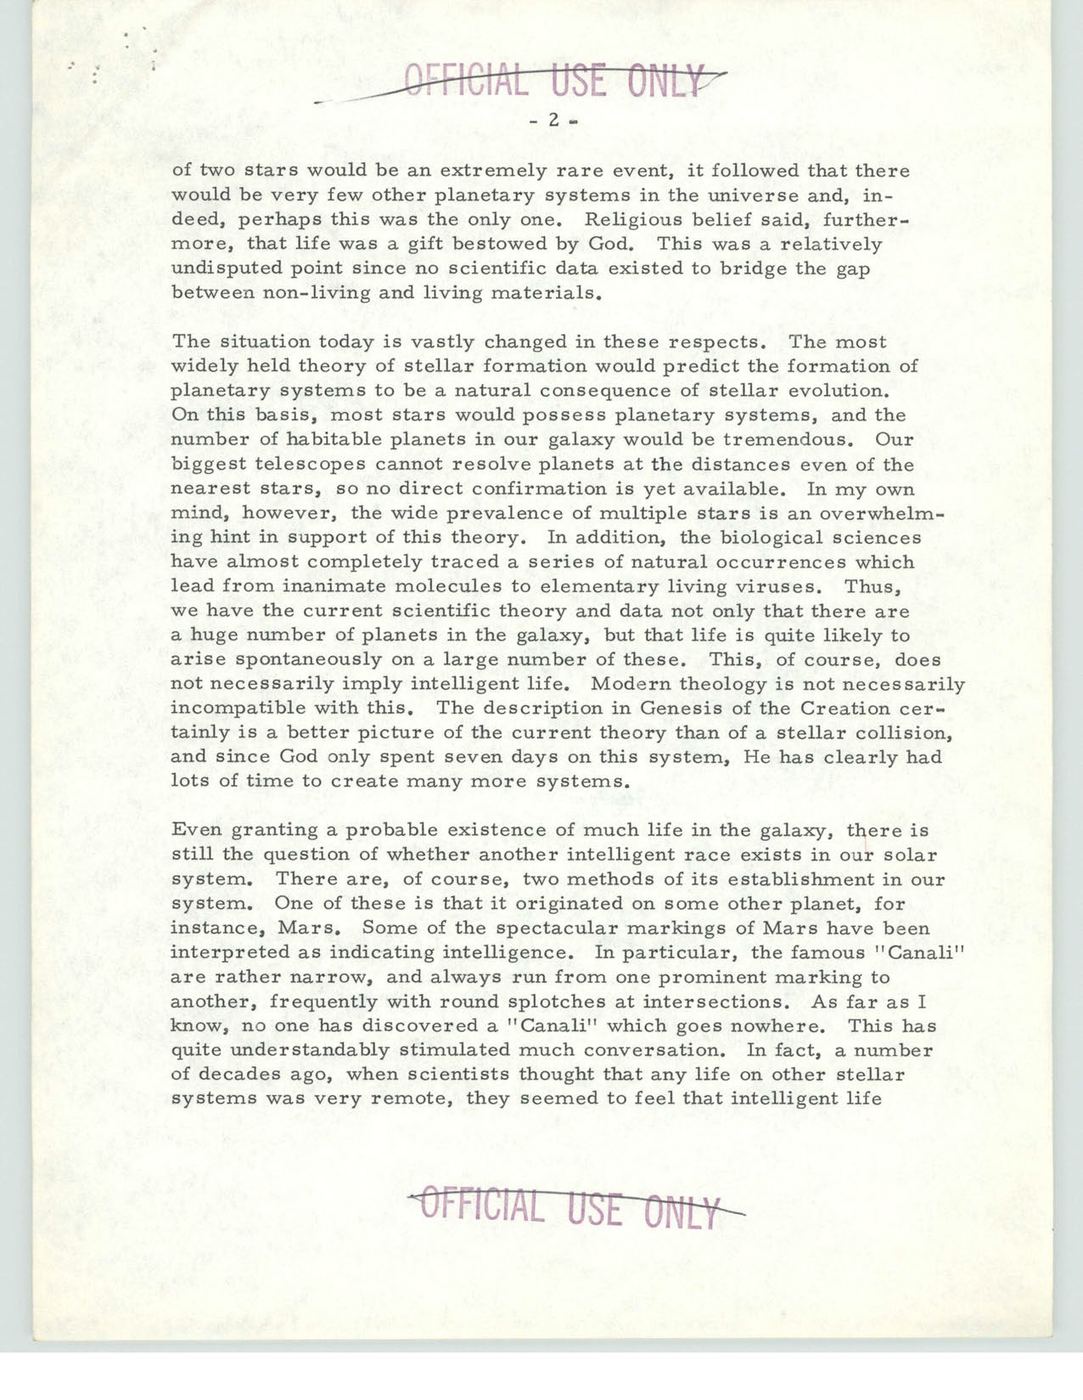 OFFICIAL USE ONLY
- 2 -
of two stars would be an extremely rare event, it followed that there
would be very few other planetary systems in the universe and, in-
deed, perhaps this was the only one. Religious belief said, further-
more, that life was a gift bestowed by God. This was a relatively
undisputed point since no scientific data existed to bridge the gap
between non-living and living materials.
The situation today is vastly changed in these respects. The most
widely held theory of stellar formation would predict the formation of
planetary systems to be a natural consequence of stellar evolution.
On this basis, most stars would possess planetary systems, and the
number of habitable planets in our galaxy would be tremendous. Our
biggest telescopes cannot resolve planets at the distances even of the
nearest stars, so no direct confirmation is yet available. In my own
mind, however, the wide prevalence of multiple stars is an overwhelm-
ing hint in support of this theory. In addition, the biological sciences
have almost completely traced a series of natural occurrences which
lead from inanimate molecules to elementary living viruses. Thus,
we have the current scientific theory and data not only that there are
a huge number of planets in the galaxy, but that life is quite likely to
arise spontaneously on a large number of these. This, of course, does
not necessarily imply intelligent life. Modern theology is not necessarily
incompatible with this. The description in Genesis of the Creation cer-
tainly is a better picture of the current theory than of a stellar collision,
and since God only spent seven days on this system, He has clearly had
lots of time to create many more systems.
Even granting a probable existence of much life in the galaxy, there is
still the question of whether another intelligent race exists in our solar
system. There are, of course, two methods of its establishment in our
system. One of these is that it originated on some other planet, for
instance, Mars. Some of the spectacular markings of Mars have been
interpreted as indicating intelligence. In particular, the famous "Canali"
are rather narrow, and always run from one prominent marking to
another, frequently with round splotches at intersections. As far as I
know, no one has discovered a "Canali" which goes nowhere. This has
quite understandably stimulated much conversation. In fact, a number
of decades ago, when scientists thought that any life on other stellar
systems was very remote, they seemed to feel that intelligent life
OFFICIAL USE ONLY